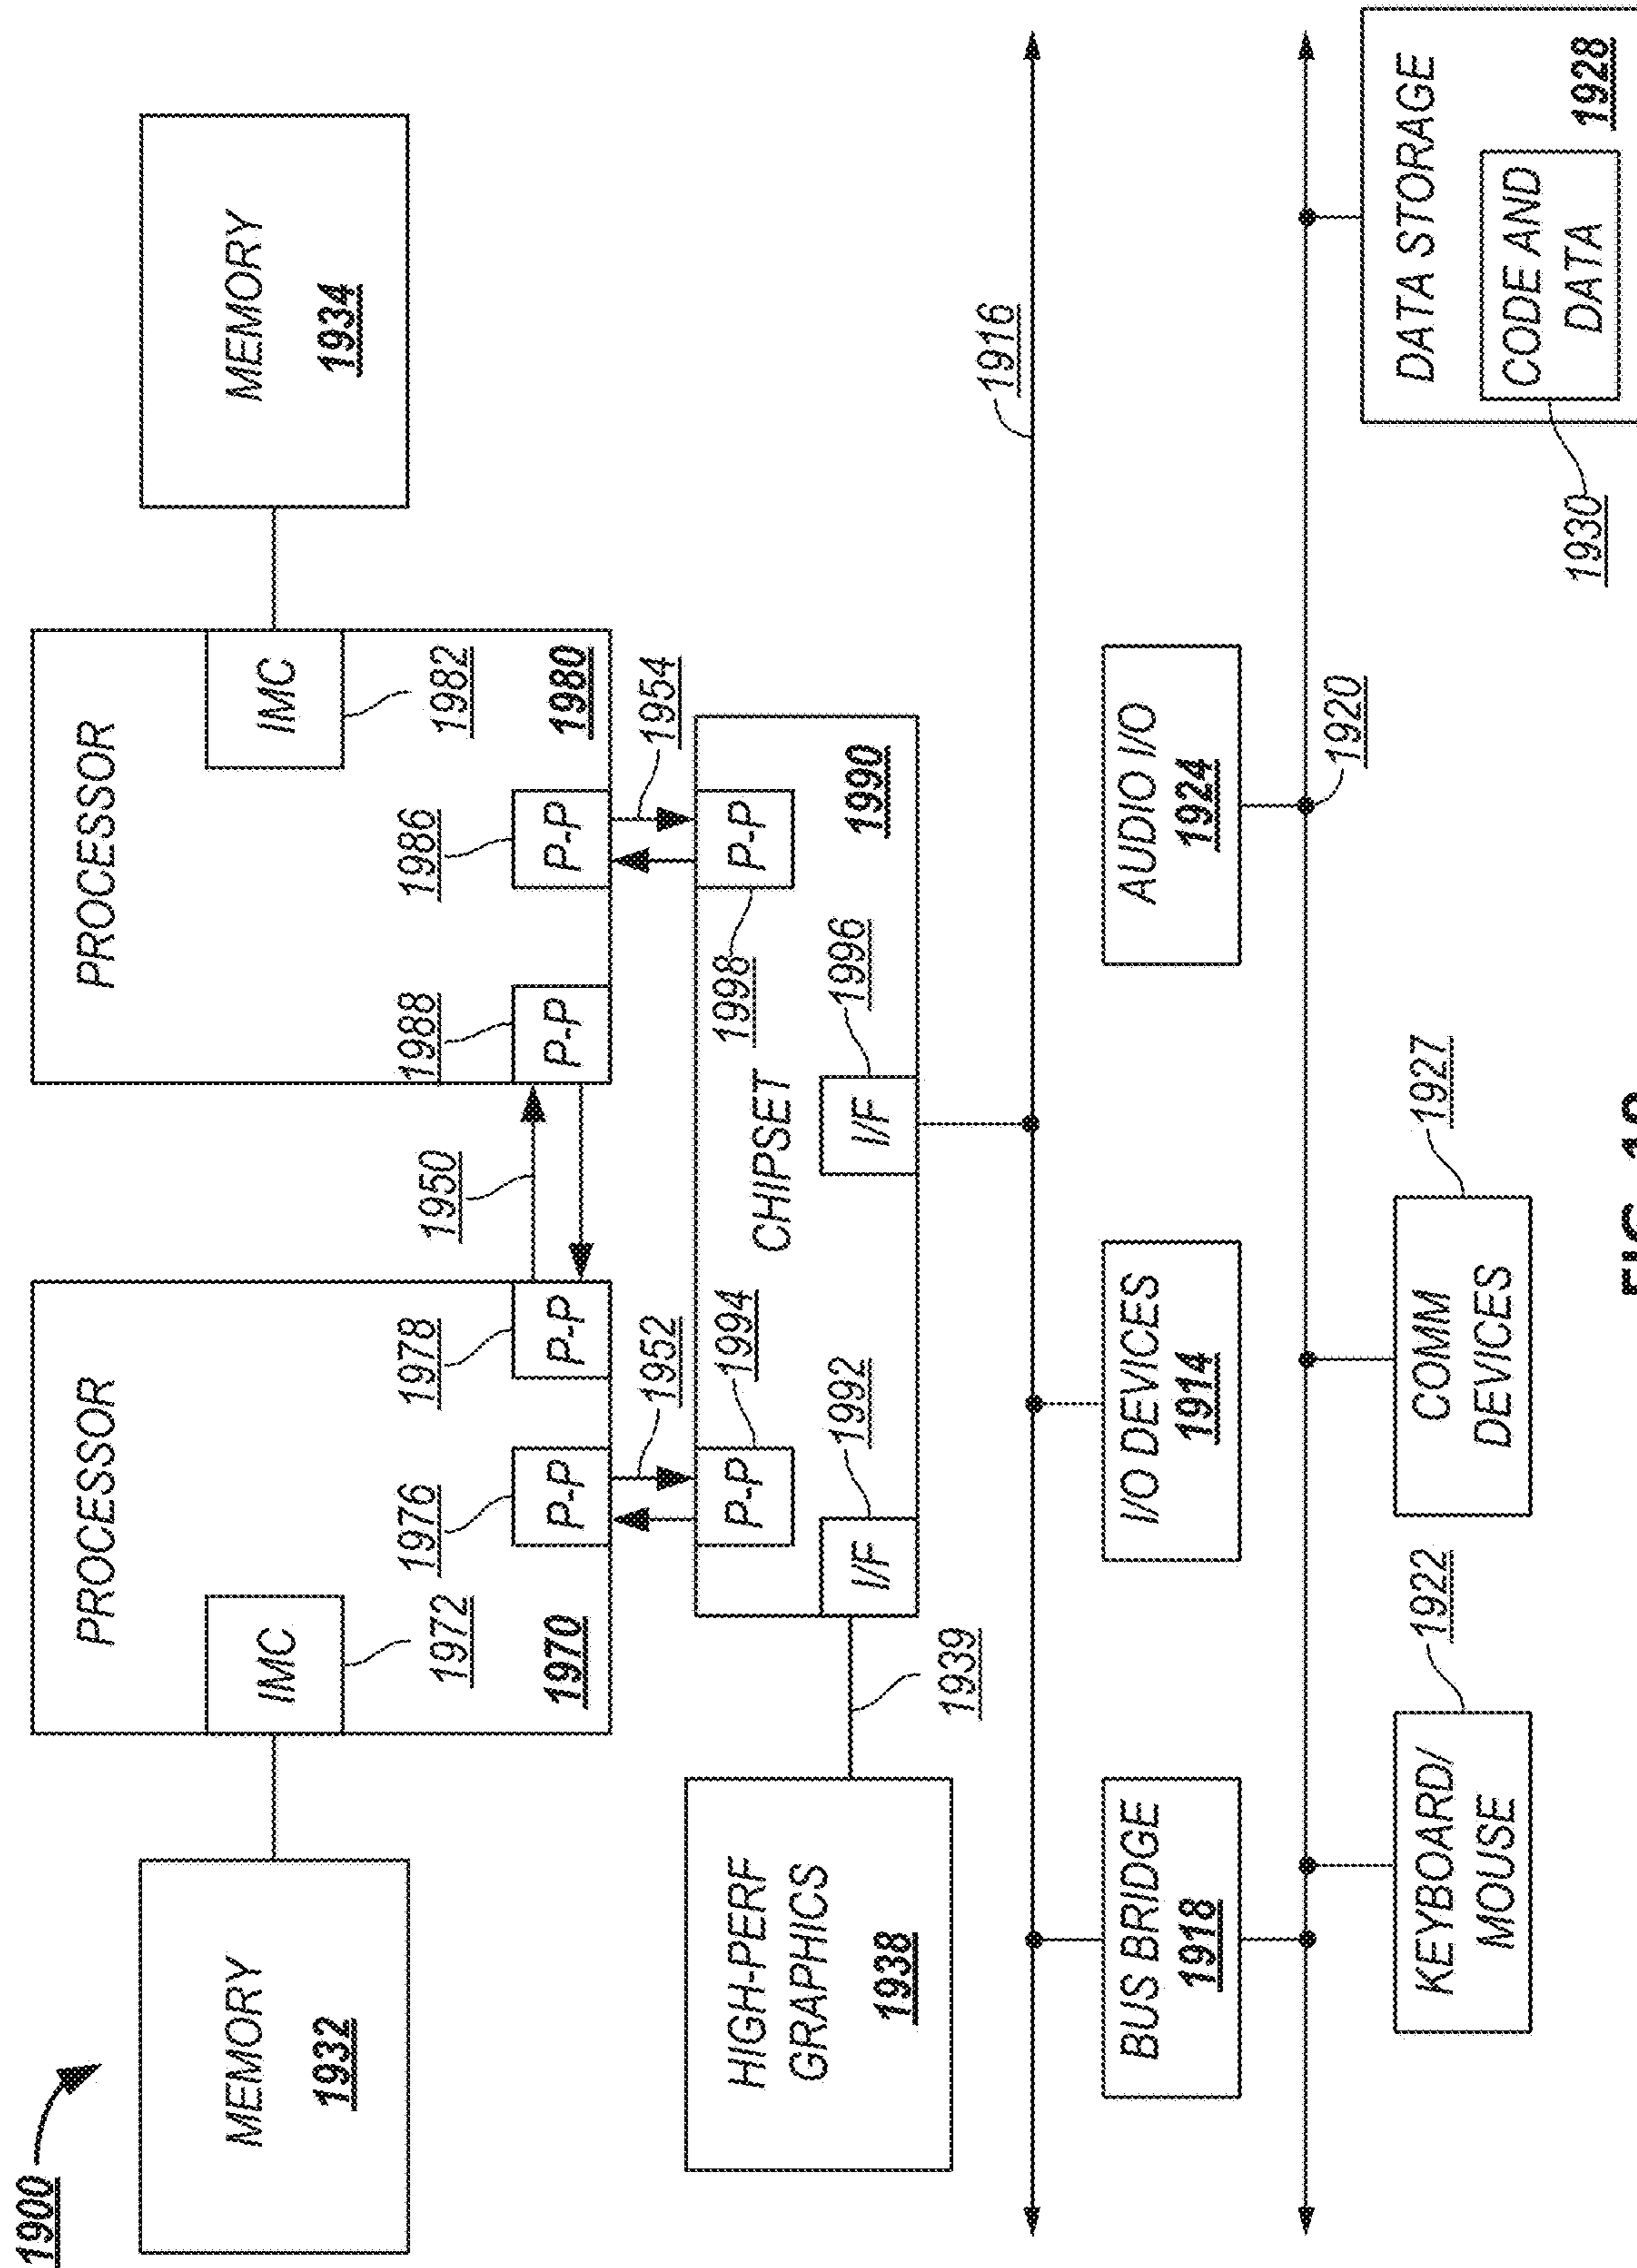 1900
PROCESSOR
PROCESSOR
MEMORY
1932
IMC
1972
IMC
1982
MEMORY
1934
1976
1978
1950
1988
1986
P-P
P-P
P-P
P-P
1970
1980
1952
1954
P-P
1994
1998
P-P
HIGH-PERF
GRAPHICS
1938
CHIPSET
1990
1992
1996
I/F
I/F
1939
1916
BUS BRIDGE
1918
I/O DEVICES
1914
AUDIO I/O
1924
1920
KEYBOARD/
MOUSE
1922
COMM
DEVICES
1927
DATA STORAGE
CODE AND
DATA
1930
1928